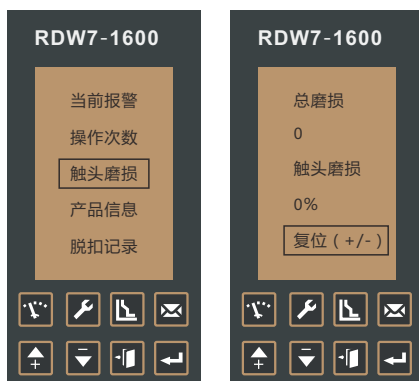 RDW7-1600
当前报警
操作次数
触头磨损
产品信息
脱扣记录
RDW7-1600
总磨损
0
触头磨损
0%
复位（+/-）